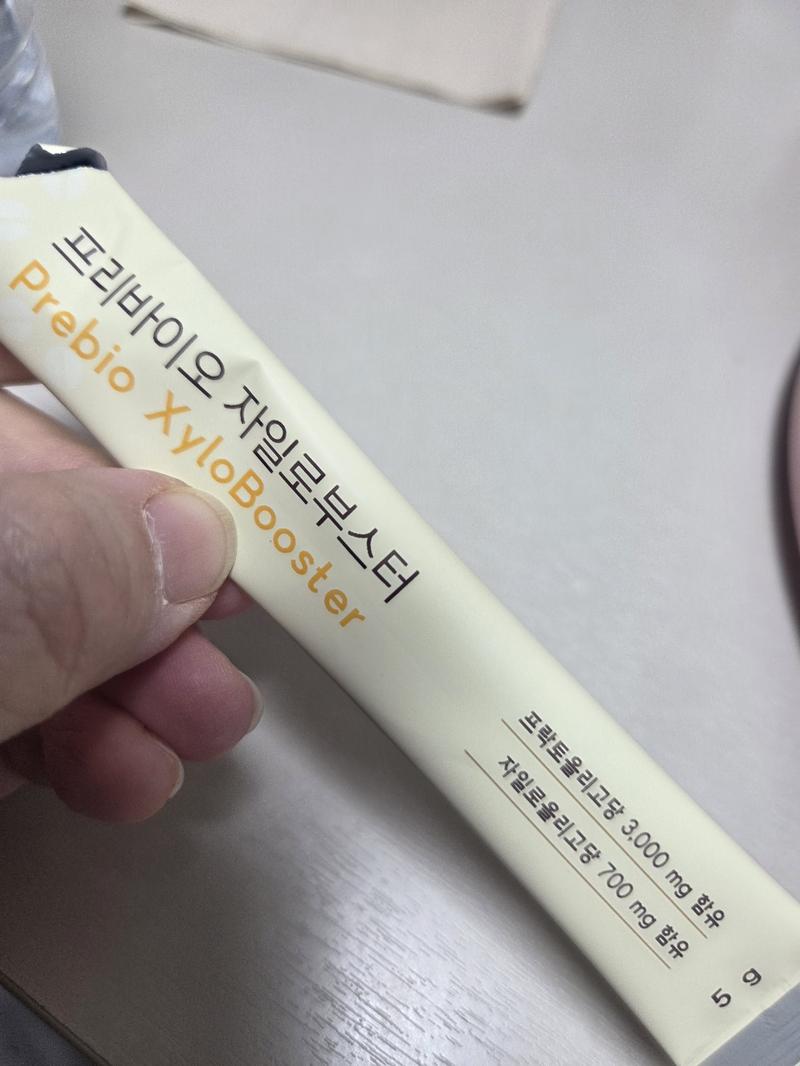 프리바이오 자일로부스터
Prebio XyloBooster
프락토올리고당 3,000 mg 함유
자일로올리고당 700 mg 함유
5 g